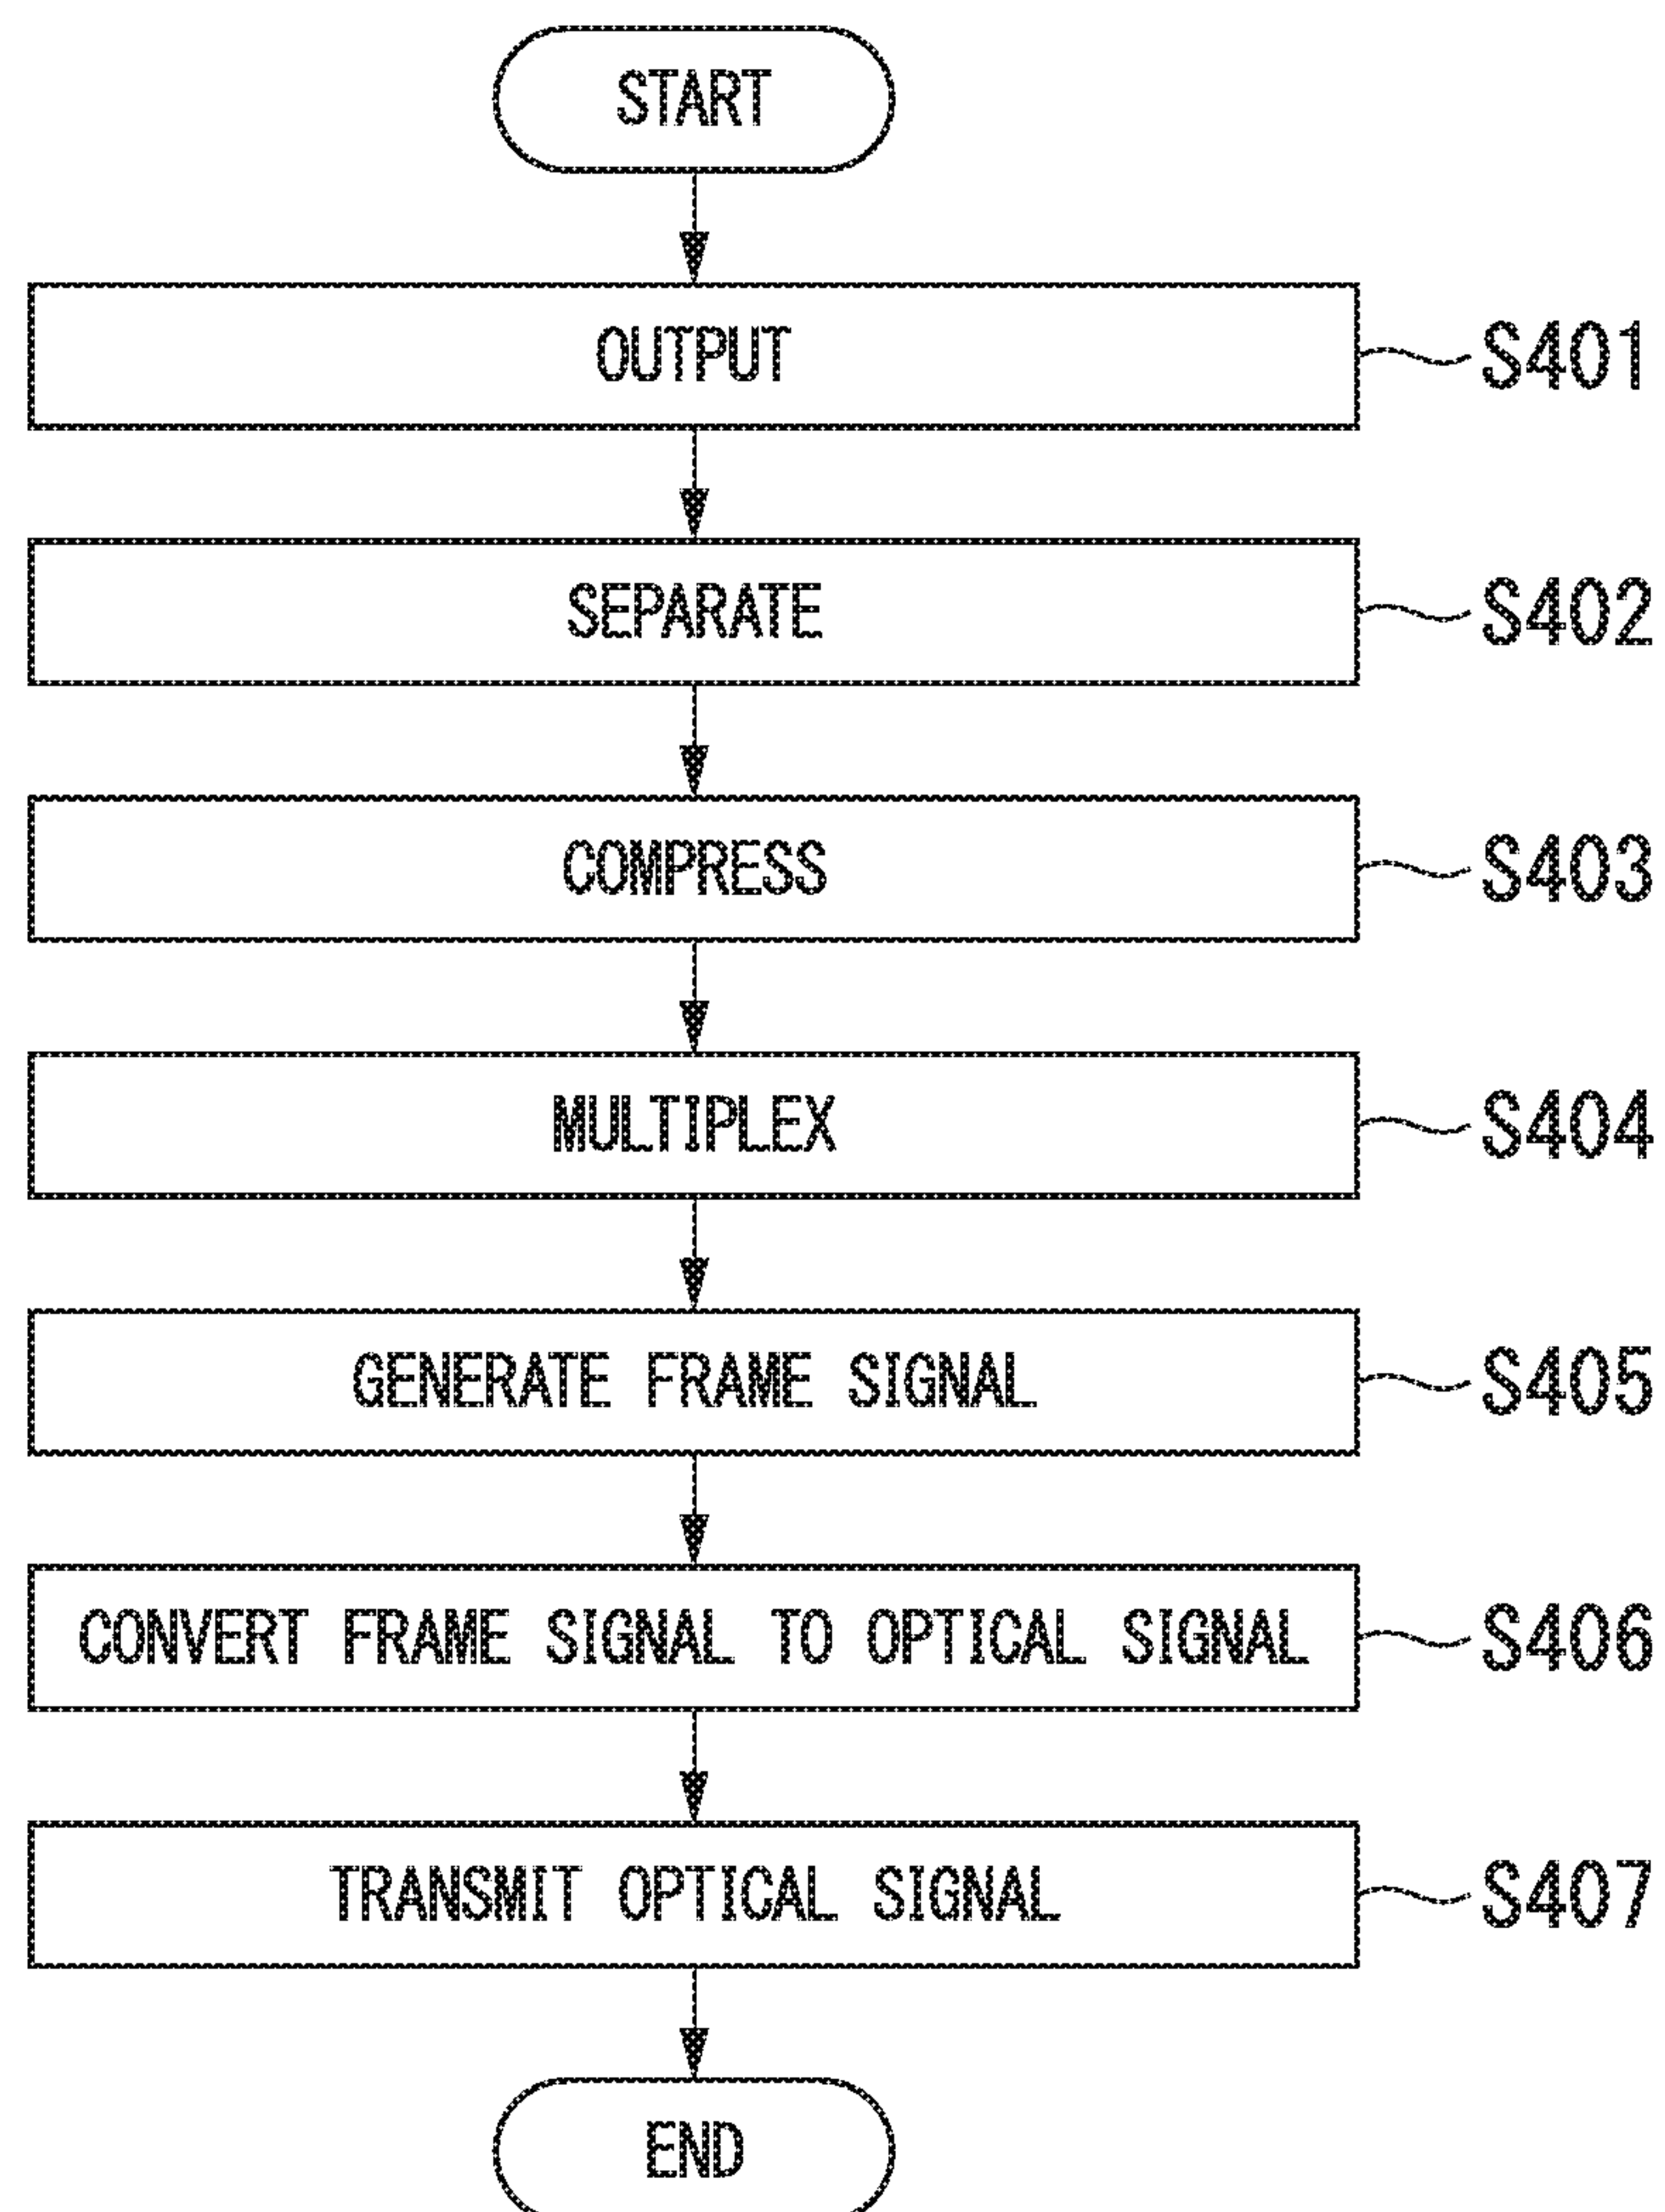 START
OUTPUT S401
SEPARATE S402
COMPRESS S403
MULTIPLEX S404
GENERATE FRAME SIGNAL S405
CONVERT FRAME SIGNAL TO OPTICAL SIGNAL S406
TRANSMIT OPTICAL SIGNAL S407
END